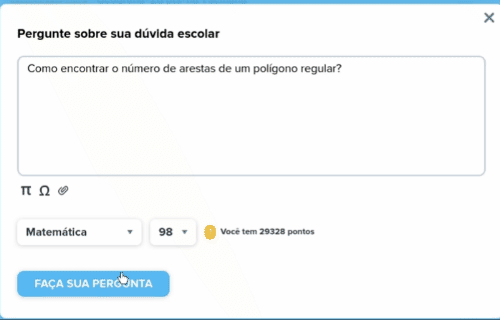 Pergunte sobre sua dúvida escolar
Como encontrar o número de arestas de um polígono regular?
π Ω
Matemática 98 Você tem 29328 pontos
FAÇA SUA PERGUNTA